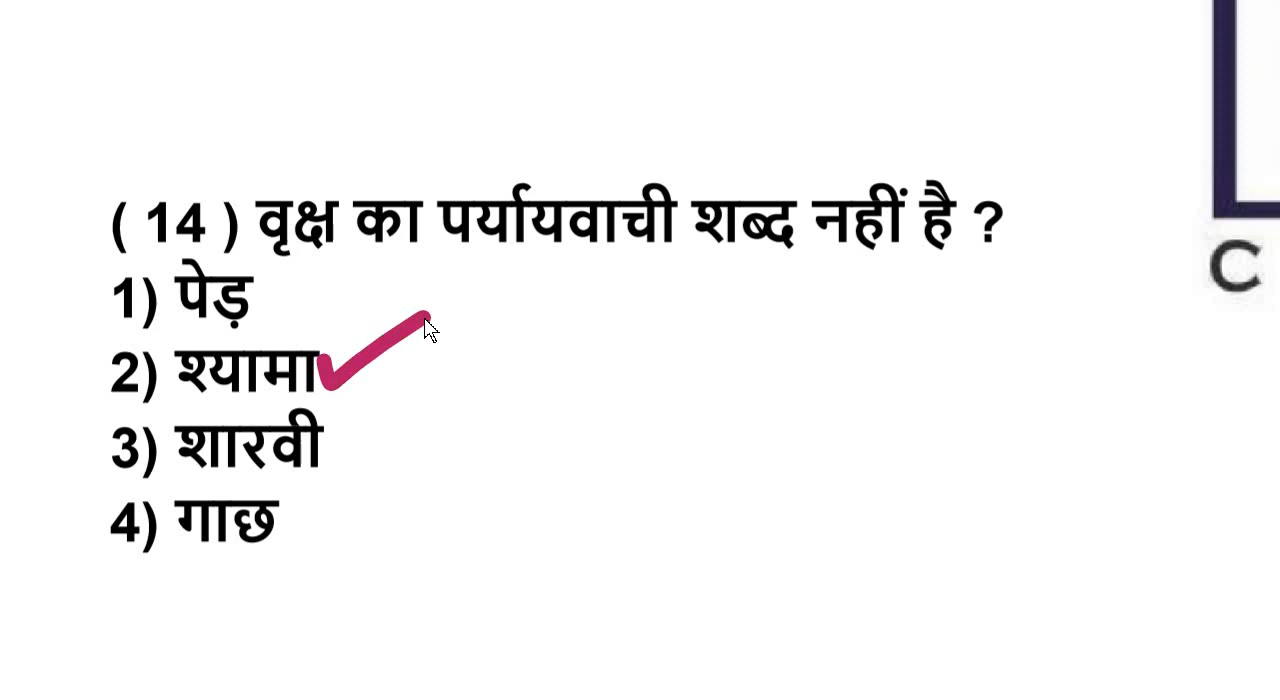 ( 14 ) वृक्ष का पर्यायवाची शब्द नहीं है ?
1) पेड़
2) श्यामा
3) शारवी
4) गाछ
C